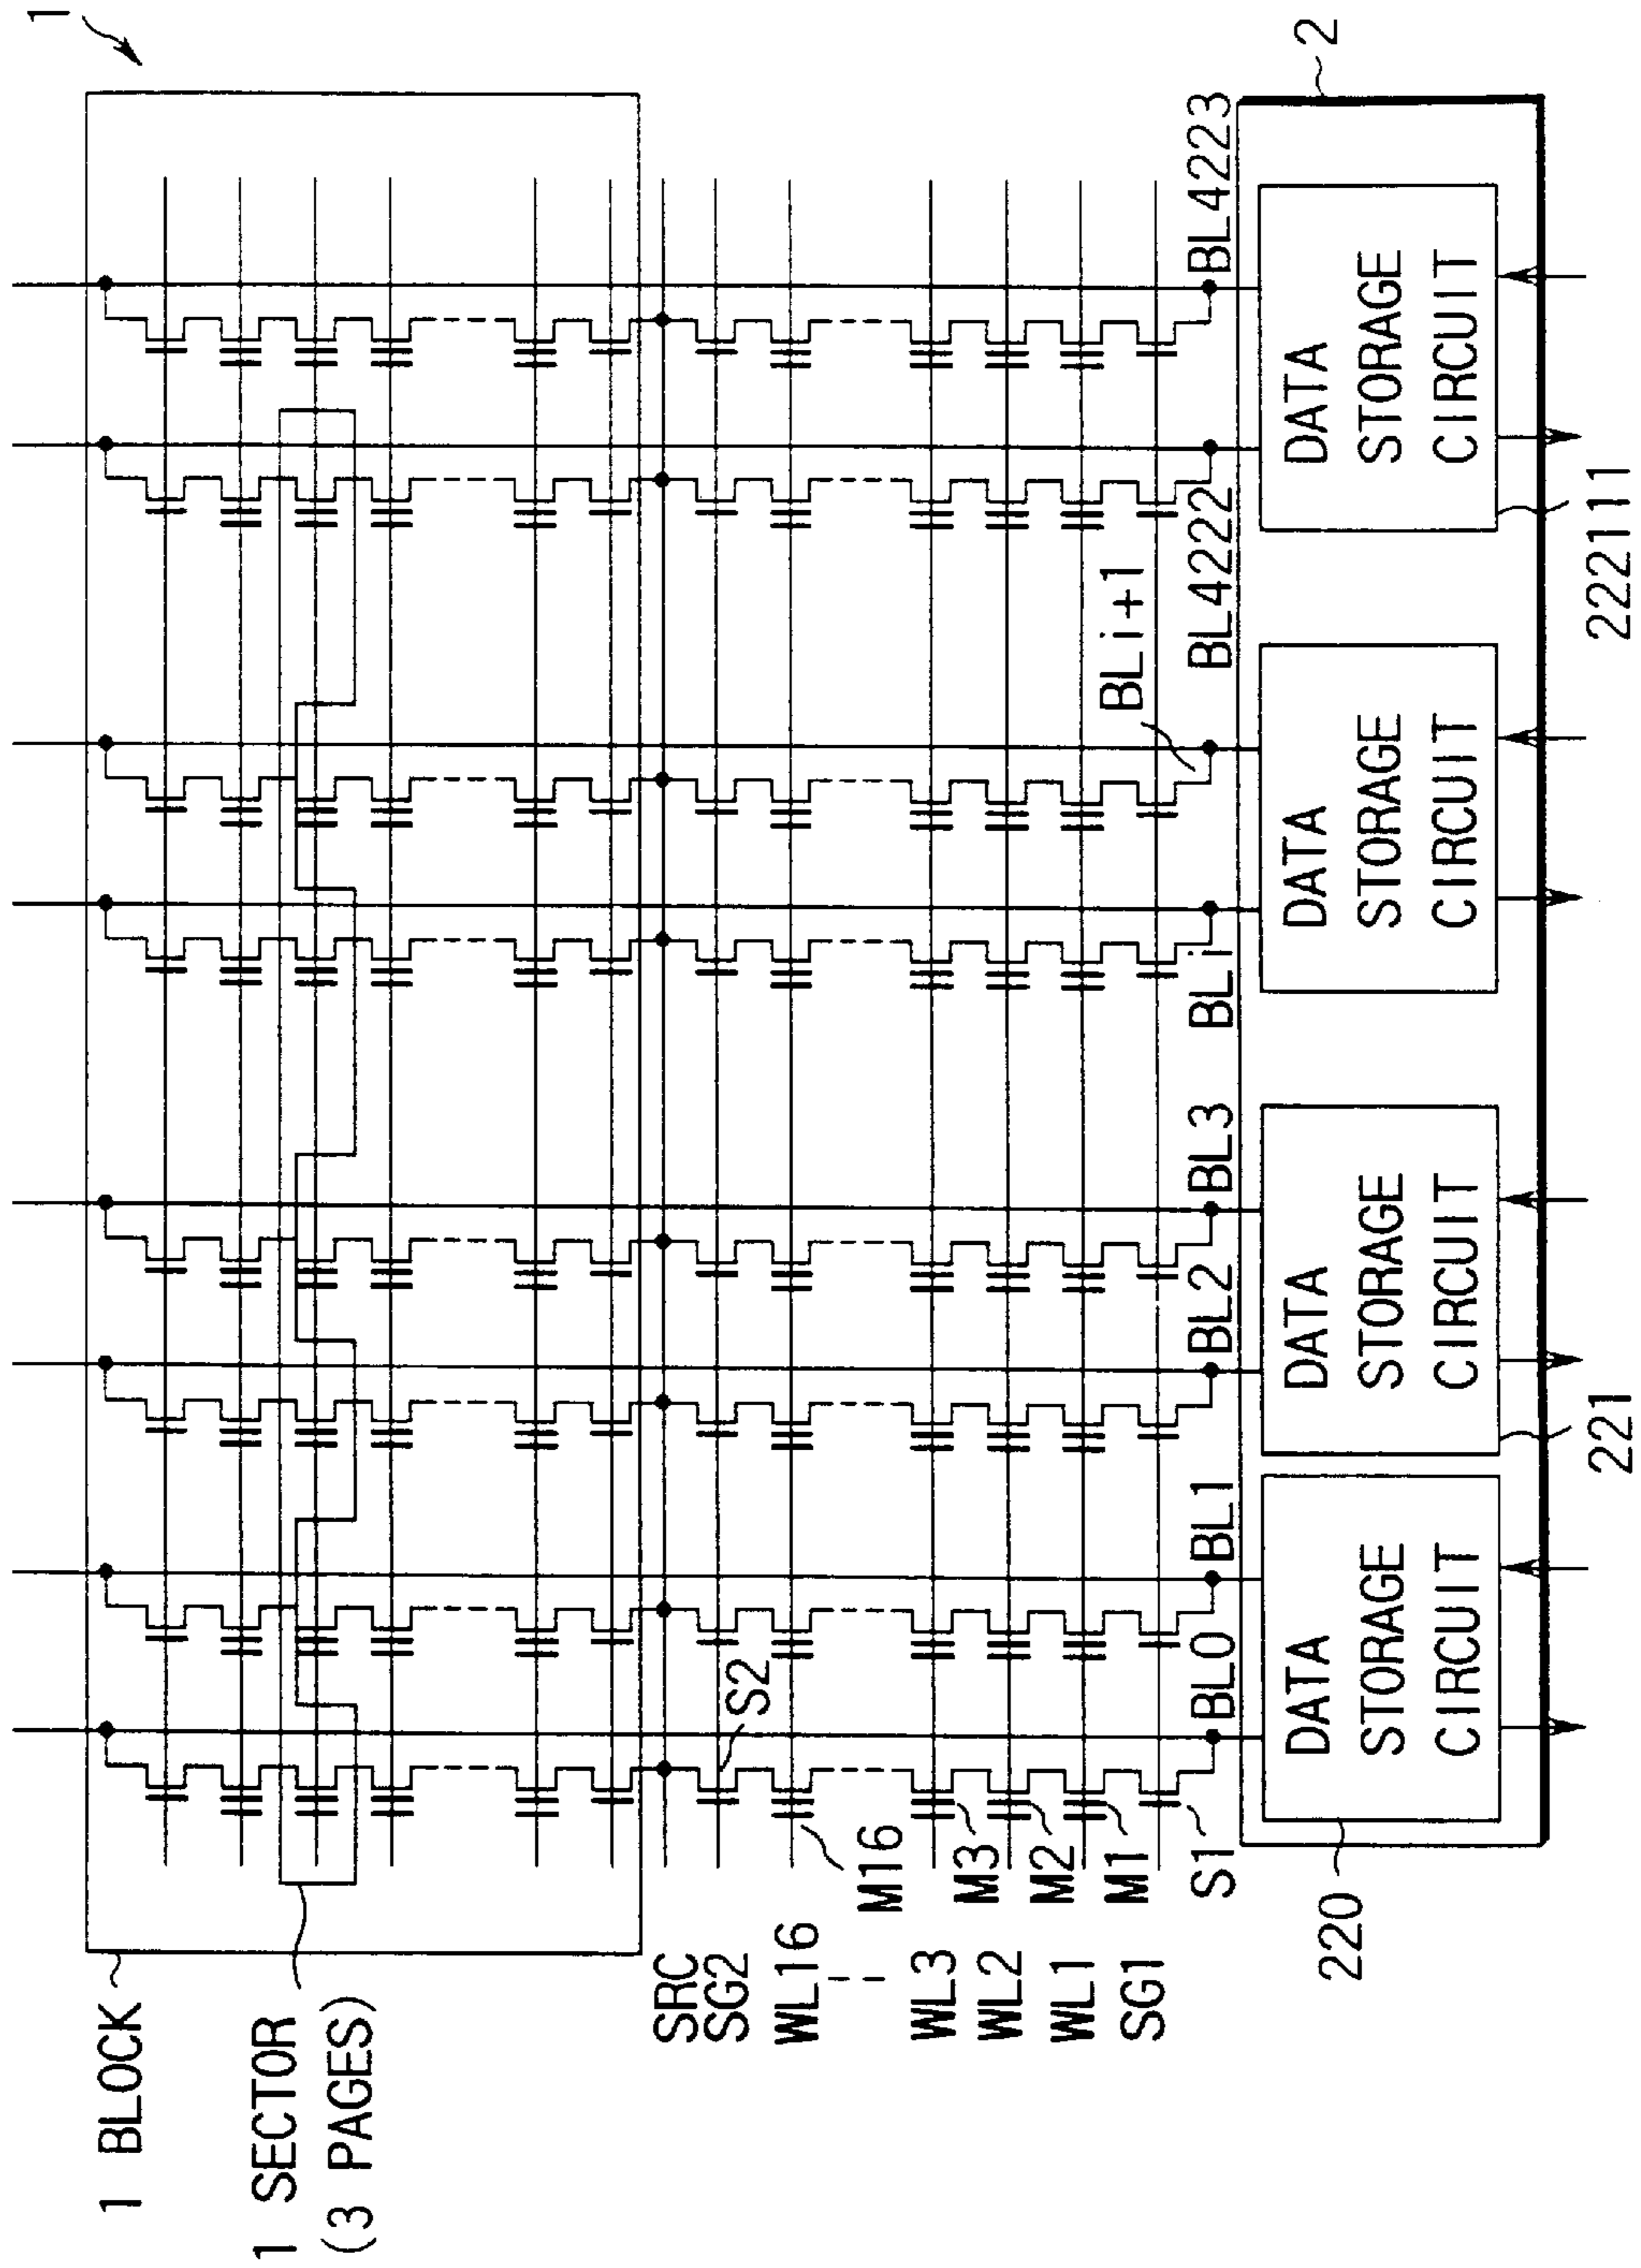 1
1 BLOCK
1 SECTOR
(3 PAGES)
SRC
SG2
WL16
WL3
WL2
WL1
SG1
S2
M16
M3
M2
M1
S1
BL0
BL1
BL2
BL3
BLi
BLi+1
BL4222
BL4223
2
DATA
STORAGE
CIRCUIT
DATA
STORAGE
CIRCUIT
DATA
STORAGE
CIRCUIT
DATA
STORAGE
CIRCUIT
220
221
222111